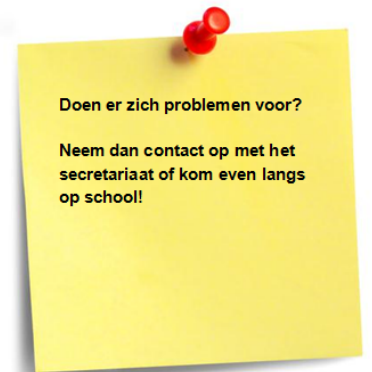 Doen er zich problemen voor?
Neem dan contact op met het
secretariaat of kom even langs
op school!